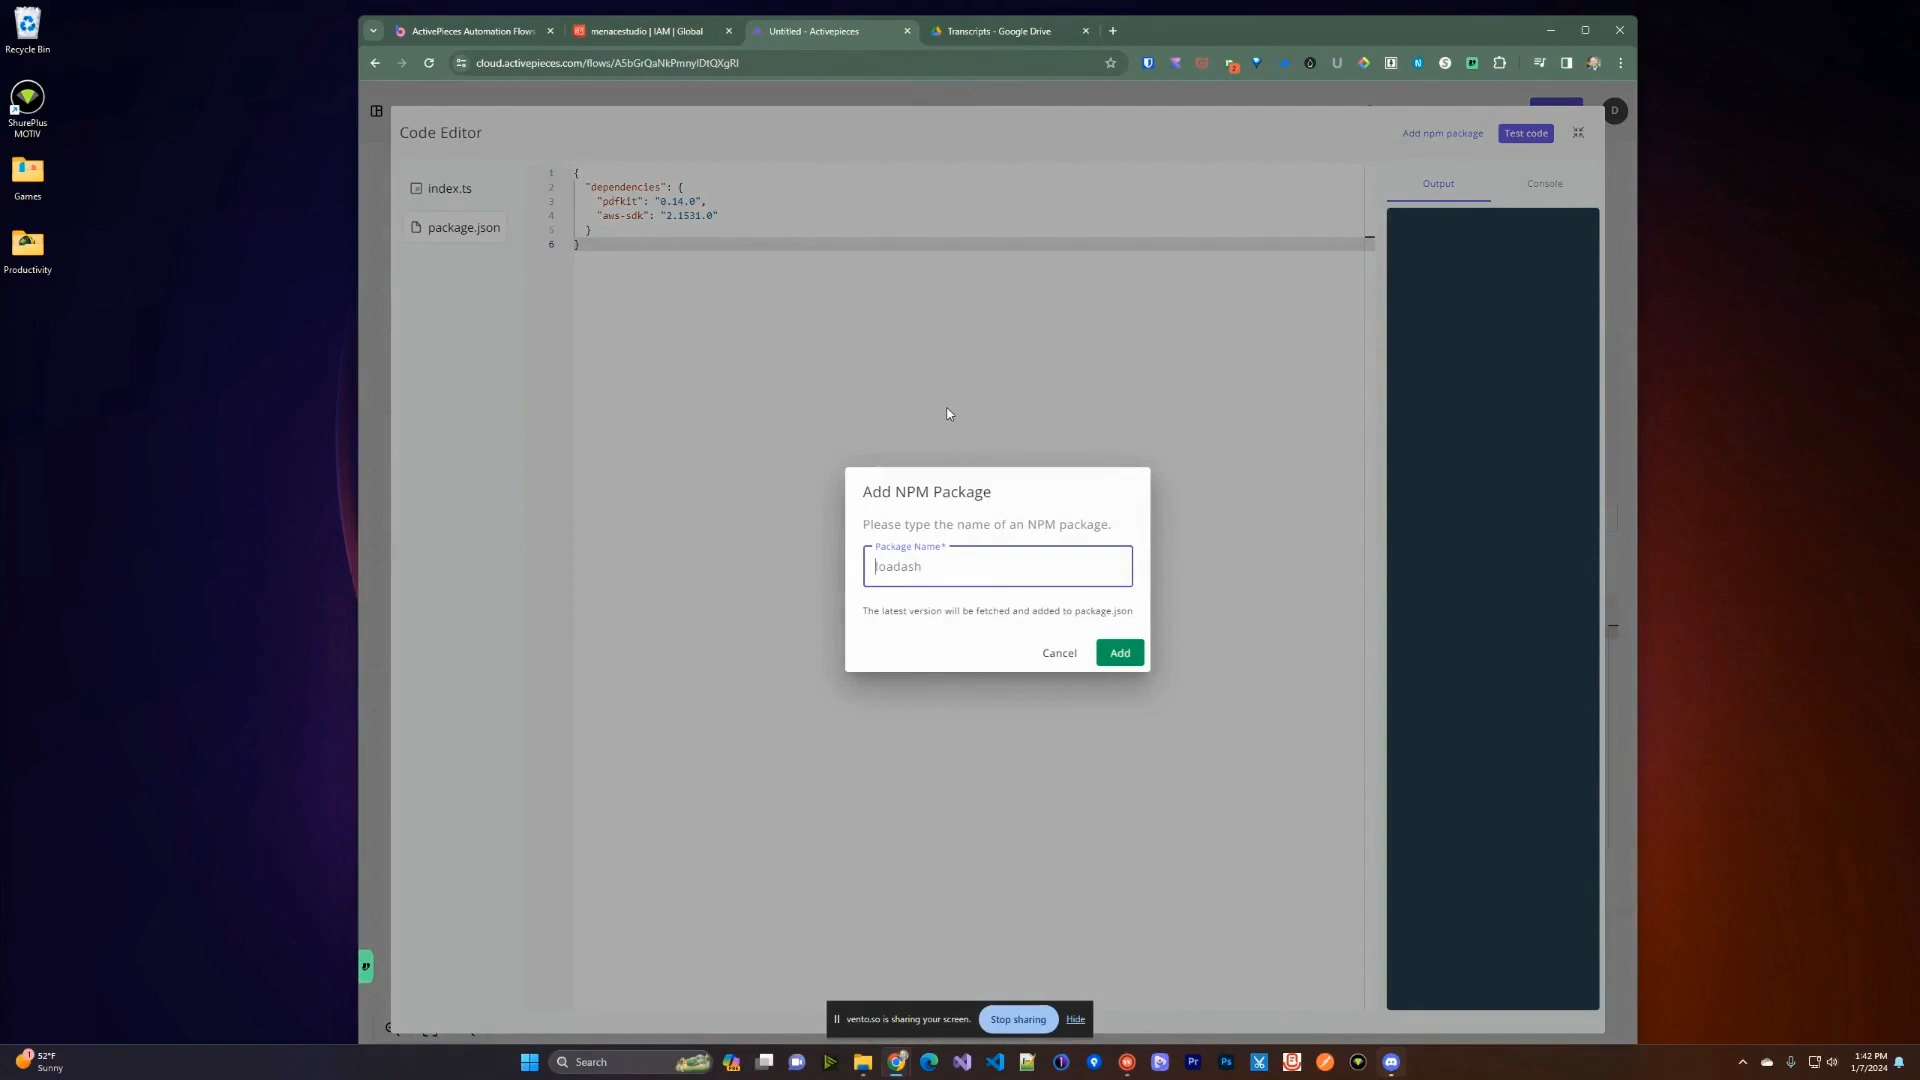 Recycle Bin
ShurePlus
MOTIV
Games
Productivity
ActivePieces Automation Flows
menacestudio | IAM | Global
Untitled - Activepieces
Transcripts - Google Drive
cloud.activepieces.com/flows/A5bGrQaNkPmnylDtQXgRl
2
D
Code Editor
Add npm package
Test code
index.ts
package.json
Output
Console
1 {
2 "dependencies": {
3 "pdfkit": "0.14.0",
4 "aws-sdk": "2.1531.0"
5 }
6 }
Add NPM Package
Please type the name of an NPM package.
Package Name*
loadash
The latest version will be fetched and added to package.json
Cancel
Add
vento.so is sharing your screen.
Stop sharing
Hide
1
52°F
Sunny
Search
Pr
Ps
1:42 PM
1/7/2024